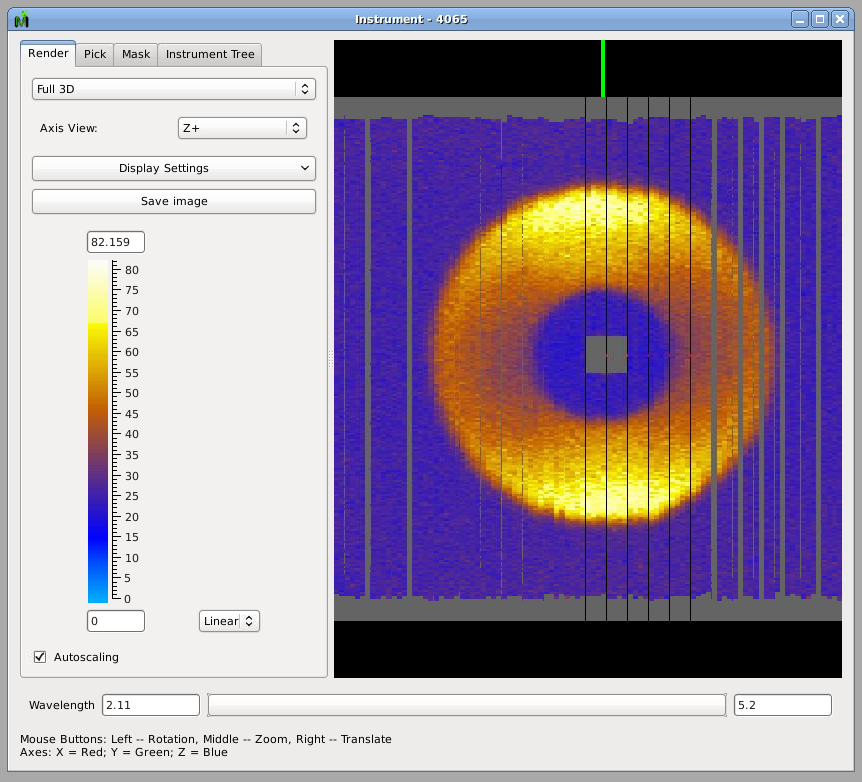 Instrument - 4065
Render Pick Mask Instrument Tree
Full 3D
Axis View: Z+
Display Settings
Save image
82.159
80
75
70
65
60
55
50
45
40
35
30
25
20
15
10
5
0
0 Linear
Autoscaling
Wavelength 2.11 5.2
Mouse Buttons: Left -- Rotation, Middle -- Zoom, Right -- Translate
Axes: X = Red; Y = Green; Z = Blue